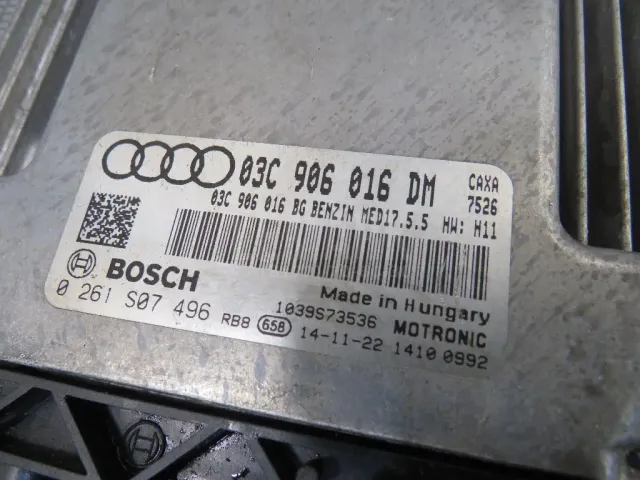 03C 906 016 DM CAXA
03C 906 016 BG BENZIN MED17.5.5 HW: H11 7526
BOSCH
Made in Hungary
0 261 S07 496 RB8 658 1039S73536 MOTRONIC
14-11-22 1410 0992